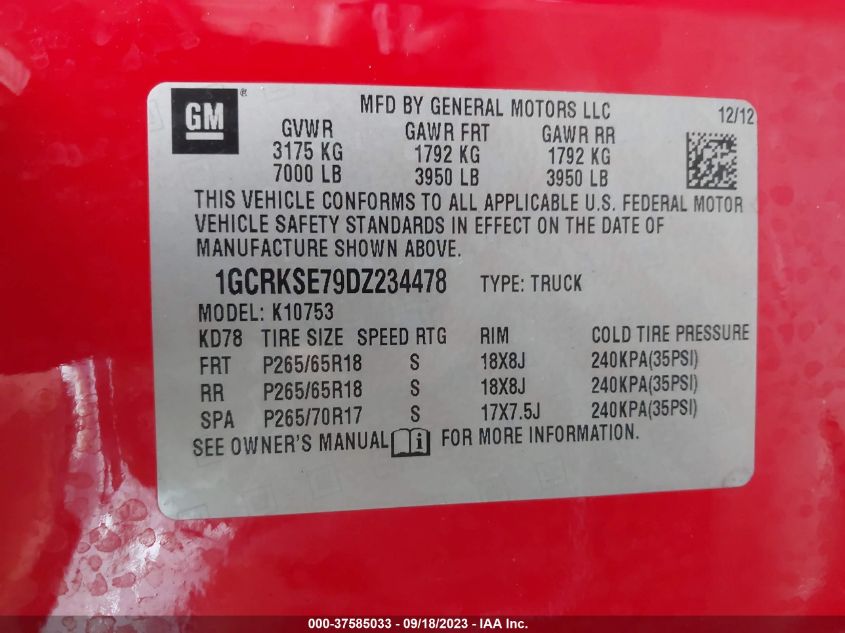 GM ®
MFD BY GENERAL MOTORS LLC 12/12
GVWR GAWR FRT GAWR RR
3175 KG 1792 KG 1792 KG
7000 LB 3950 LB 3950 LB
THIS VEHICLE CONFORMS TO ALL APPLICABLE U.S. FEDERAL MOTOR
VEHICLE SAFETY STANDARDS IN EFFECT ON THE DATE OF
MANUFACTURE SHOWN ABOVE.
1GCRKSE79DZ234478 TYPE: TRUCK
MODEL: K10753
KD78 TIRE SIZE SPEED RTG RIM COLD TIRE PRESSURE
FRT P265/65R18 S 18X8J 240KPA(35PSI)
RR P265/65R18 S 18X8J 240KPA(35PSI)
SPA P265/70R17 S 17X7.5J 240KPA(35PSI)
SEE OWNER'S MANUAL i FOR MORE INFORMATION.
000-37585033 - 09/18/2023 - IAA Inc.